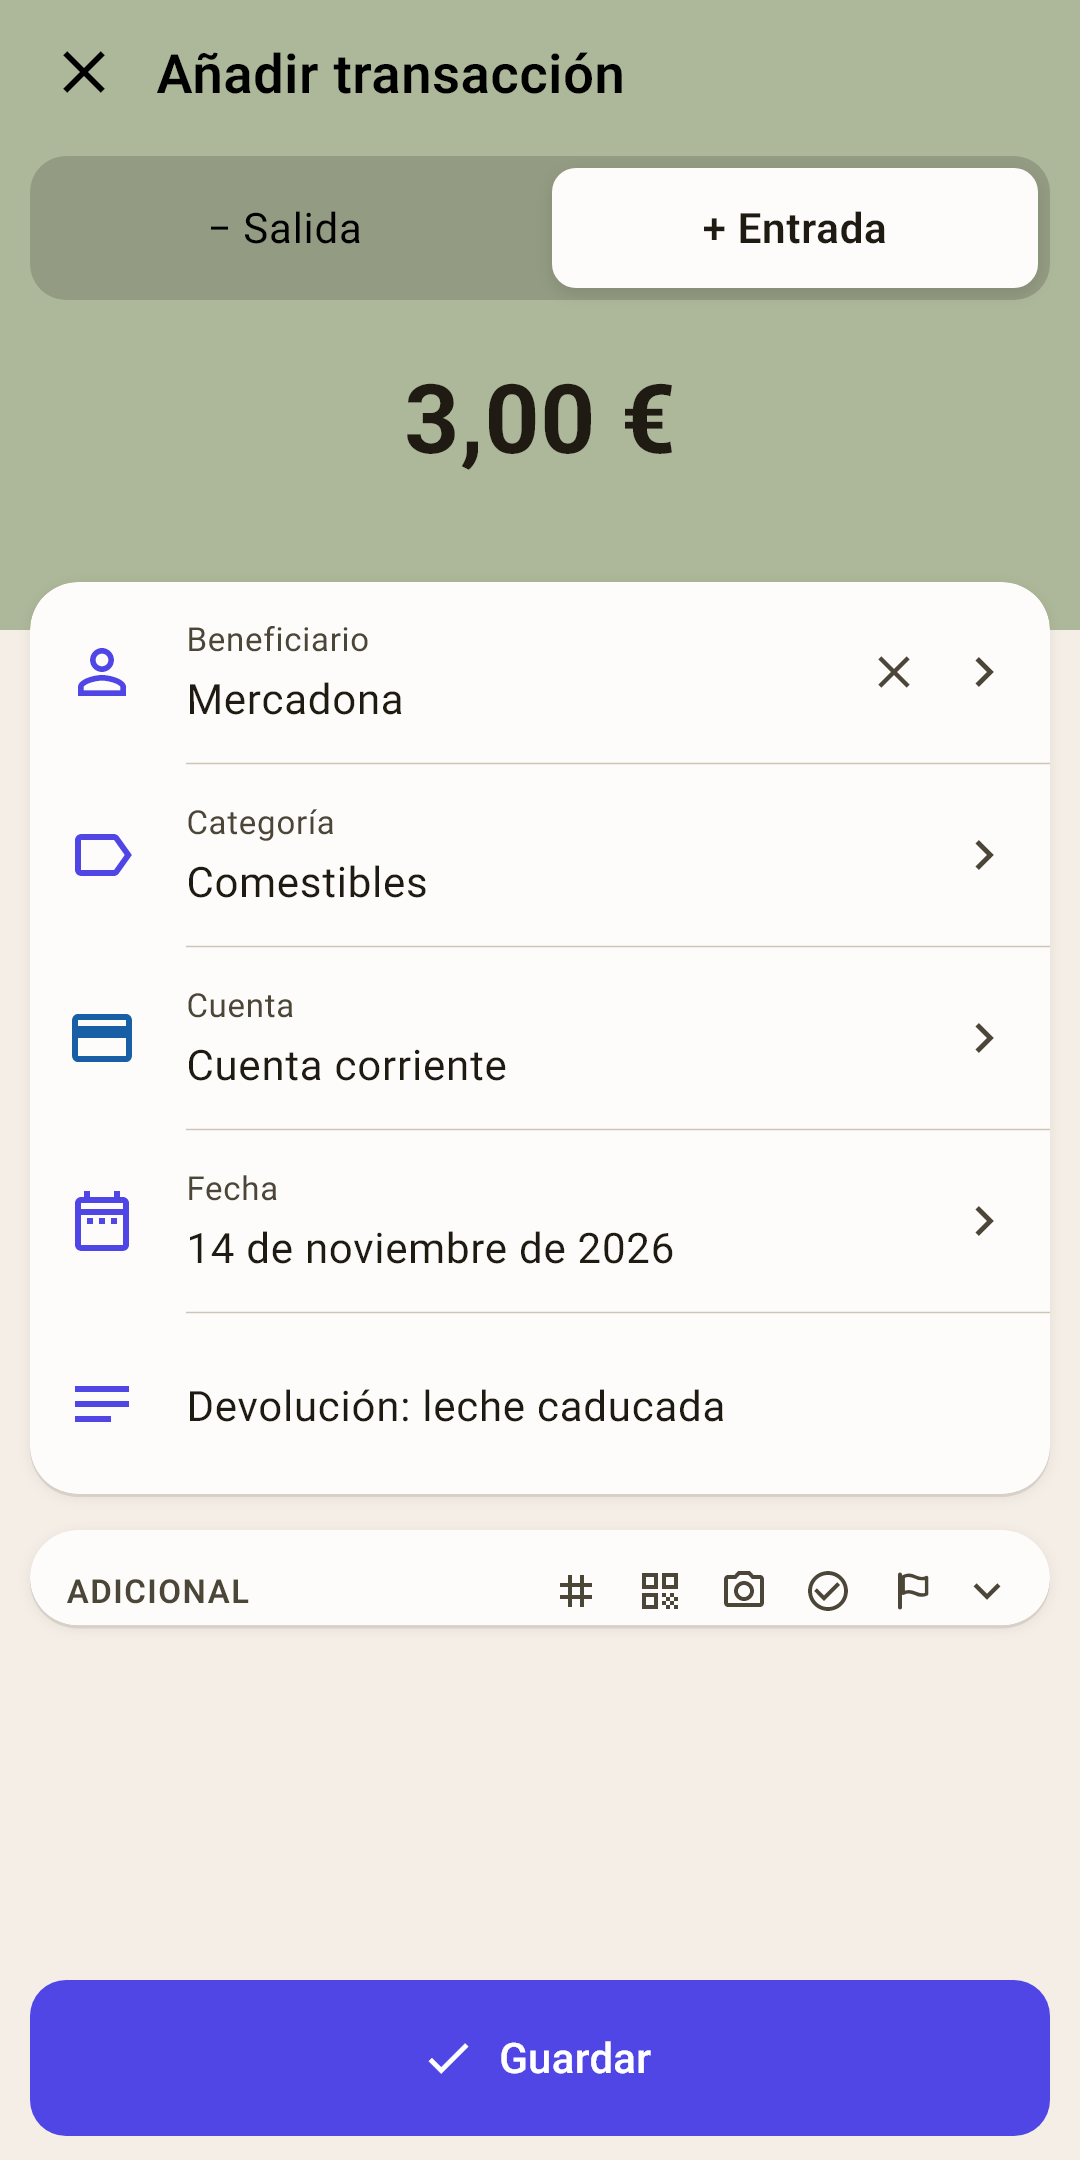 Añadir transacción
− Salida
+ Entrada
3,00 €
Beneficiario
Mercadona
Categoría
Comestibles
Cuenta
Cuenta corriente
Fecha
14 de noviembre de 2026
Devolución: leche caducada
ADICIONAL
Guardar